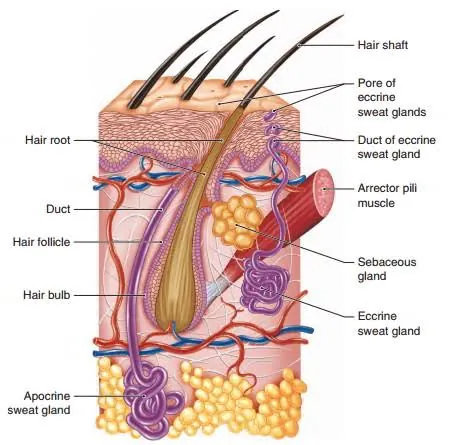 Hair shaft
Pore of
eccrine
sweat glands
Hair root
Duct of eccrine
sweat gland
Arrector pili
muscle
Duct
Hair follicle
Sebaceous
gland
Hair bulb
Eccrine
sweat gland
Apocrine
sweat gland